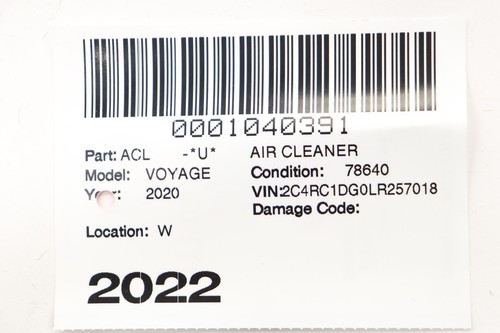 0001040391
Part: ACL -*U* AIR CLEANER
Model: VOYAGE Condition: 78640
Year: 2020 VIN:2C4RC1DG0LR257018
Damage Code:
Location: W
2022